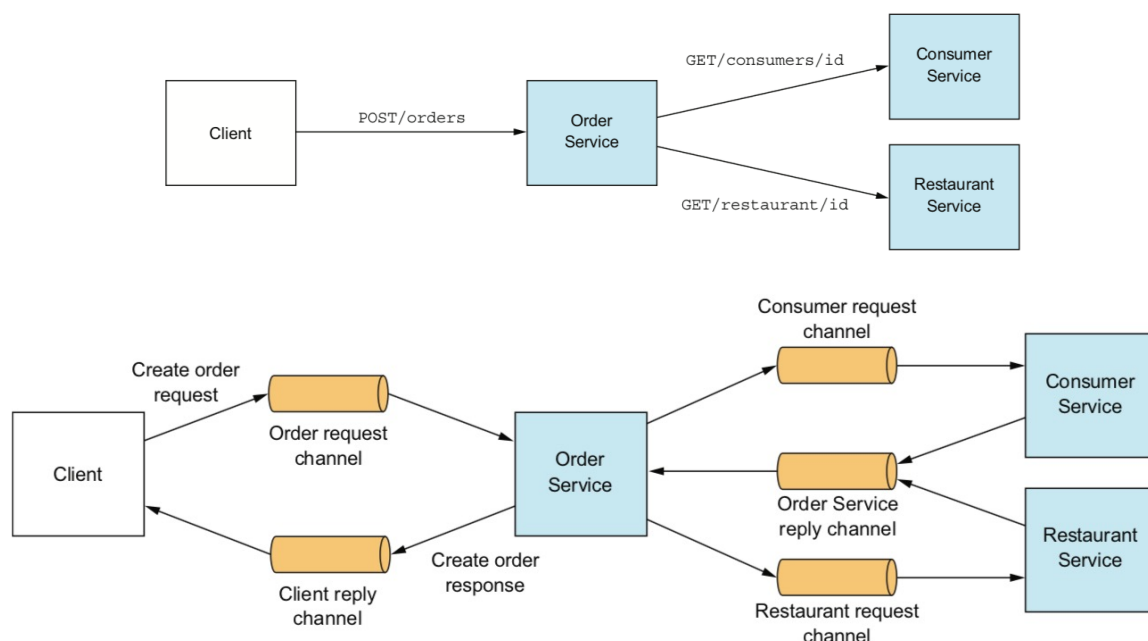 Client
POST/orders
Order
Service
GET/consumers/id
GET/restaurant/id
Consumer
Service
Restaurant
Service
Client
Create order
request
Order request
channel
Client reply
channel
Create order
response
Order
Service
Consumer request
channel
Order Service
reply channel
Restaurant request
channel
Consumer
Service
Restaurant
Service